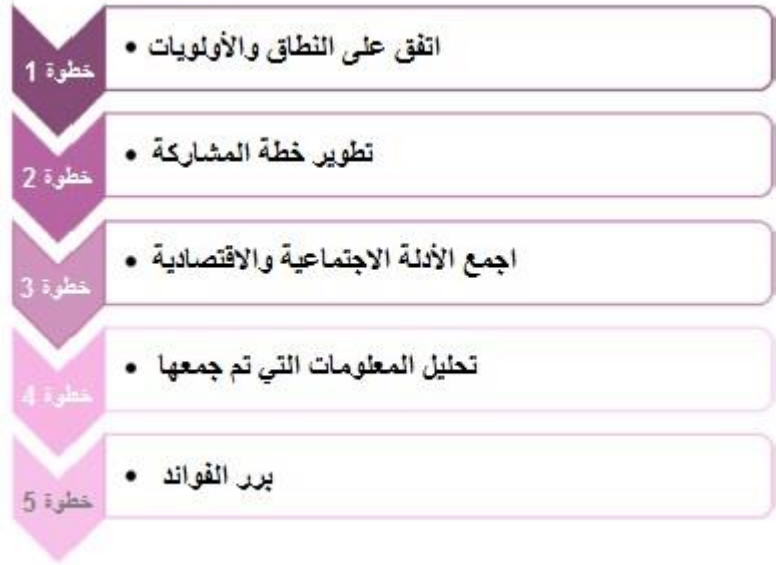 خطوة 1
• اتفق على النطاق والأولويات
خطوة 2
• تطوير خطة المشاركة
خطوة 3
• اجمع الأدلة الاجتماعية والاقتصادية
خطوة 4
• تحليل المعلومات التي تم جمعها
خطوة 5
• برر الفوائد